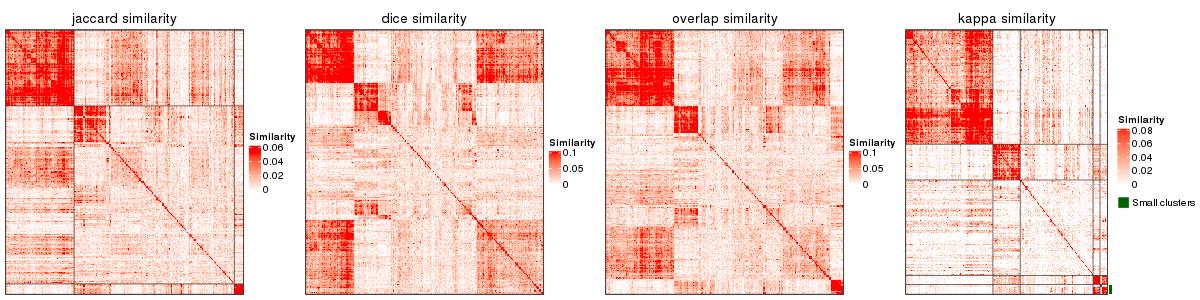 jaccard similarity
Similarity
0.06
0.04
0.02
0
dice similarity
Similarity
0.1
0.05
0
overlap similarity
Similarity
0.1
0.05
0
kappa similarity
Similarity
0.08
0.06
0.04
0.02
0
Small clusters